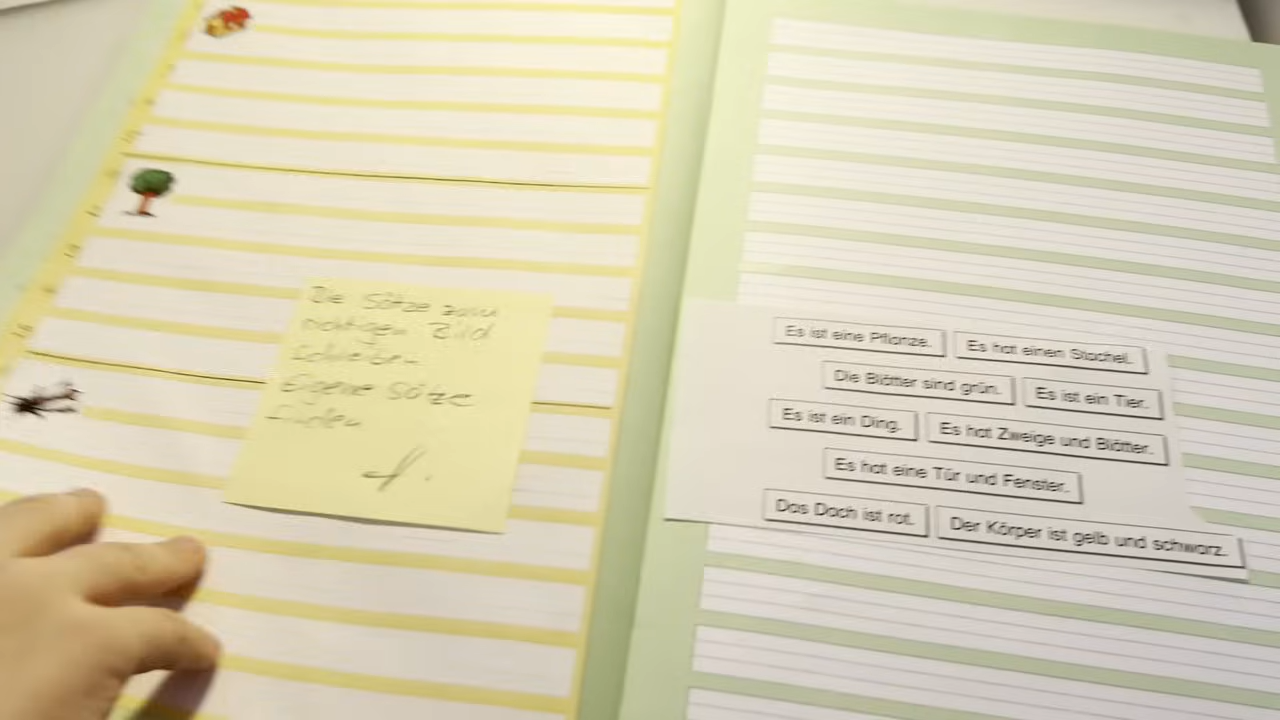 Die Sätze zum
richtigen Bild
schreiben
Eigene Sätze
finden
Es ist eine Pflanze. Es hat einen Stachel.
Die Blätter sind grün. Es ist ein Tier.
Es ist ein Ding. Es hat Zweige und Blätter.
Es hat eine Tür und Fenster.
Das Dach ist rot. Der Körper ist gelb und schwarz.